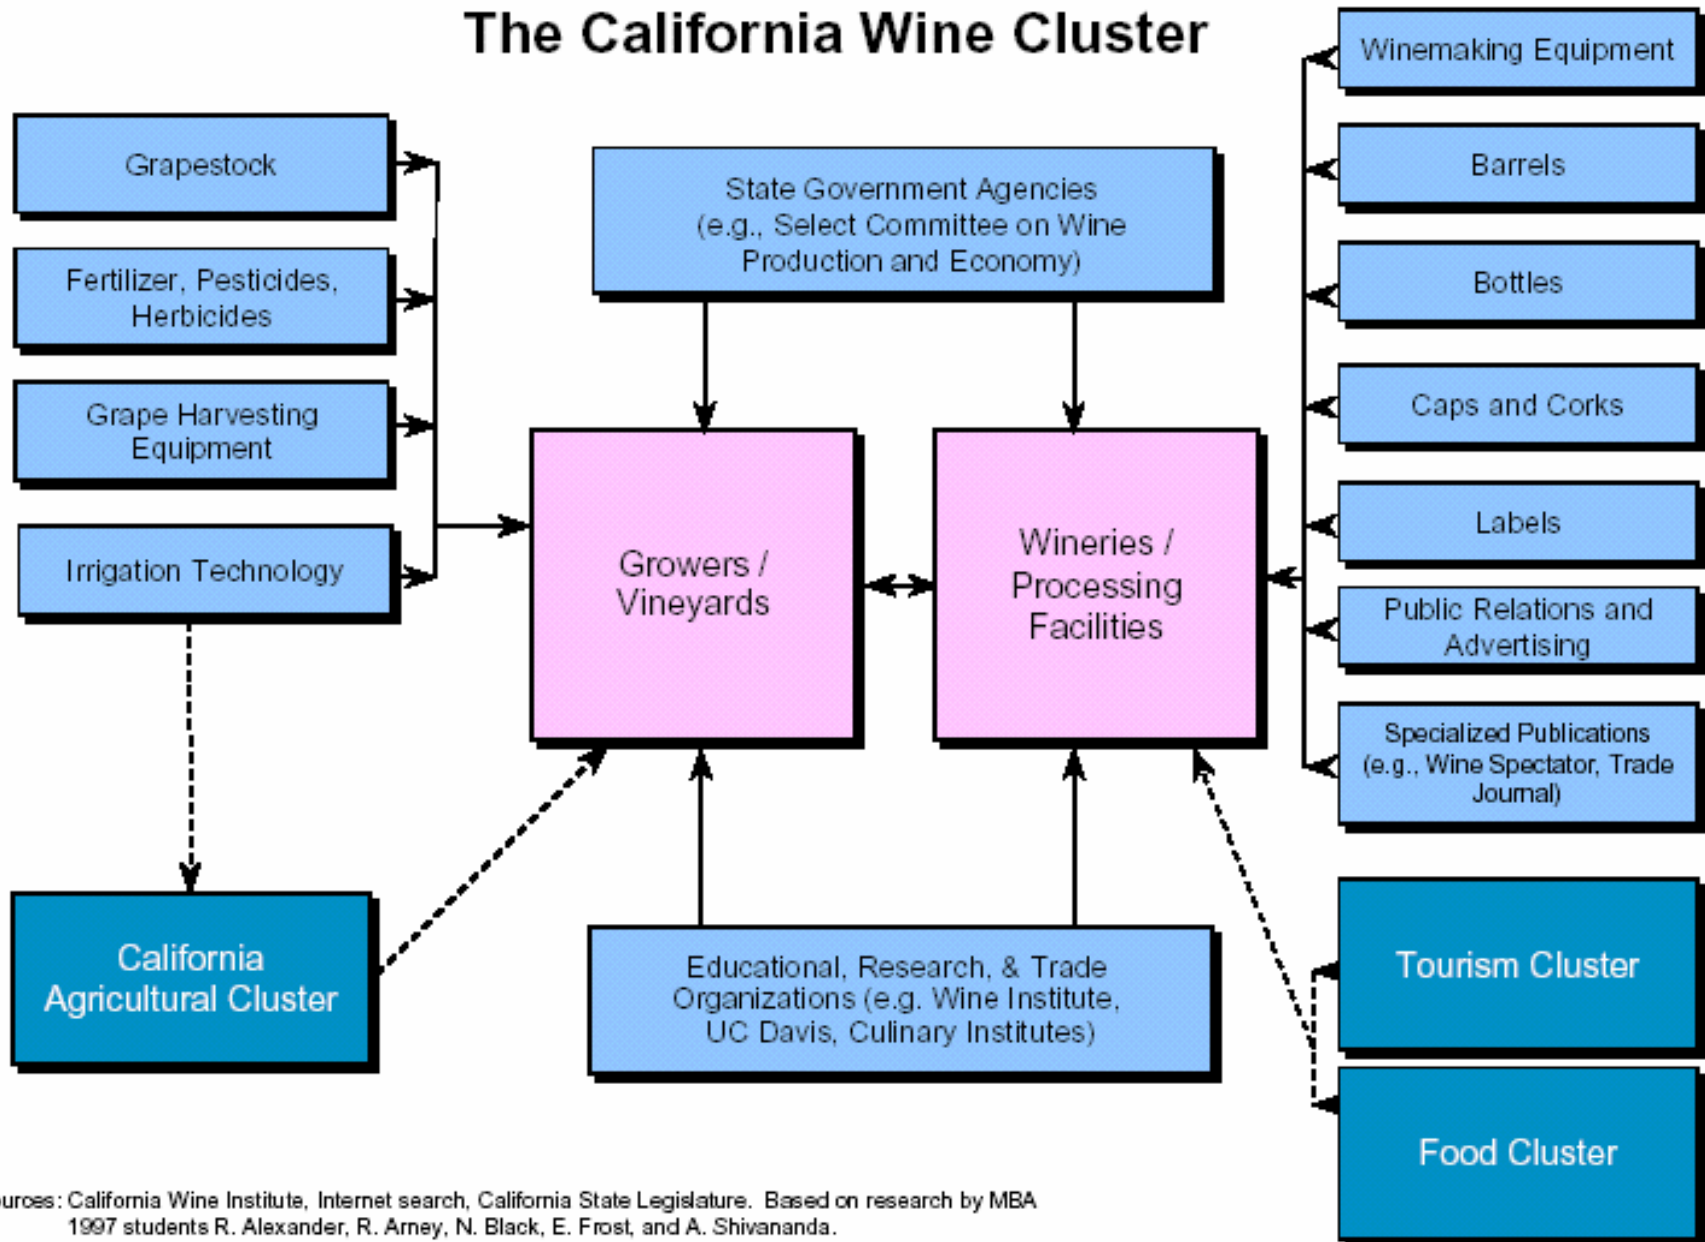 The California Wine Cluster
Grapestock
Fertilizer, Pesticides,
Herbicides
Grape Harvesting
Equipment
Irrigation Technology
State Government Agencies
(e.g., Select Committee on Wine
Production and Economy)
Growers /
Vineyards
Wineries /
Processing
Facilities
Winemaking Equipment
Barrels
Bottles
Caps and Corks
Labels
Public Relations and
Advertising
Specialized Publications
(e.g., Wine Spectator, Trade
Journal)
California
Agricultural Cluster
Educational, Research, & Trade
Organizations (e.g. Wine Institute,
UC Davis, Culinary Institutes)
Tourism Cluster
Food Cluster
urces: California Wine Institute, Internet search, California State Legislature. Based on research by MBA
1997 students R. Alexander, R. Arney, N. Black, E. Frost, and A. Shivananda.